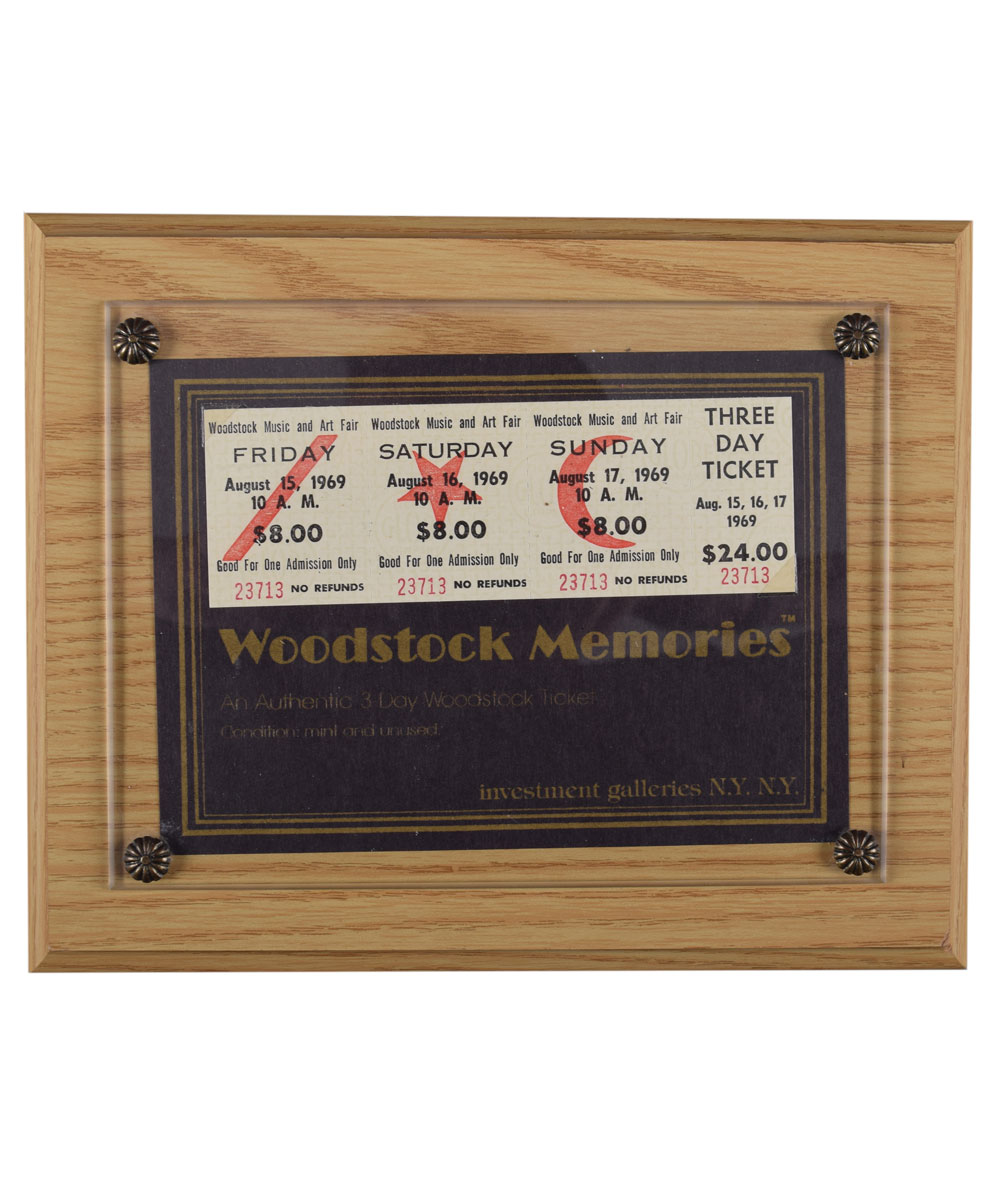 Woodstock Music and Art Fair
FRIDAY
August 15, 1969
10 A. M.
$8.00
Good For One Admission Only
23713 NO REFUNDS
Woodstock Music and Art Fair
SATURDAY
August 16, 1969
10 A. M.
$8.00
Good For One Admission Only
23713 NO REFUNDS
Woodstock Music and Art Fair
SUNDAY
August 17, 1969
10 A. M.
$8.00
Good For One Admission Only
23713 NO REFUNDS
THREE
DAY
TICKET
Aug. 15, 16, 17
1969
$24.00
23713
Woodstock Memories™
An Authentic 3-Day Woodstock Ticket
Condition: mint and unused.
investment galleries N.Y. N.Y.